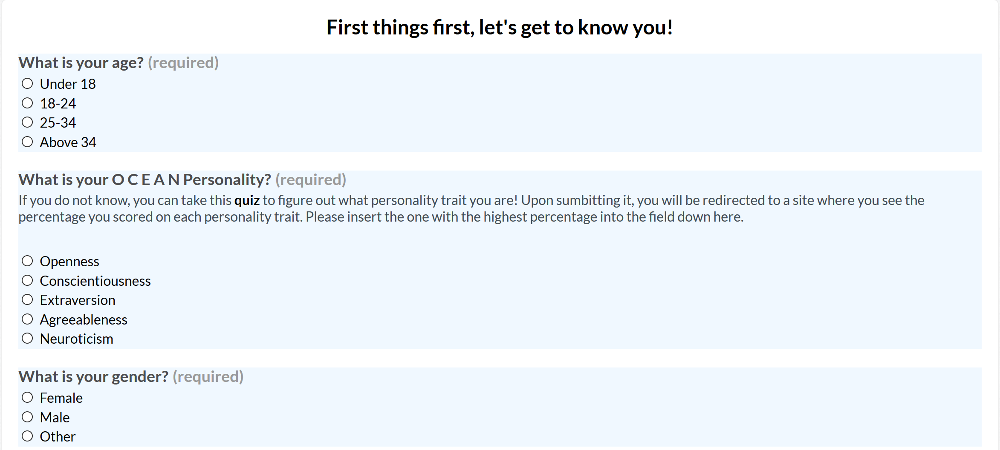 First things first, let's get to know you!
What is your age? (required)
Under 18
18-24
25-34
Above 34
What is your O C E A N Personality? (required)
If you do not know, you can take this quiz to figure out what personality trait you are! Upon sumbitting it, you will be redirected to a site where you see the
percentage you scored on each personality trait. Please insert the one with the highest percentage into the field down here.
Openness
Conscientiousness
Extraversion
Agreeableness
Neuroticism
What is your gender? (required)
Female
Male
Other